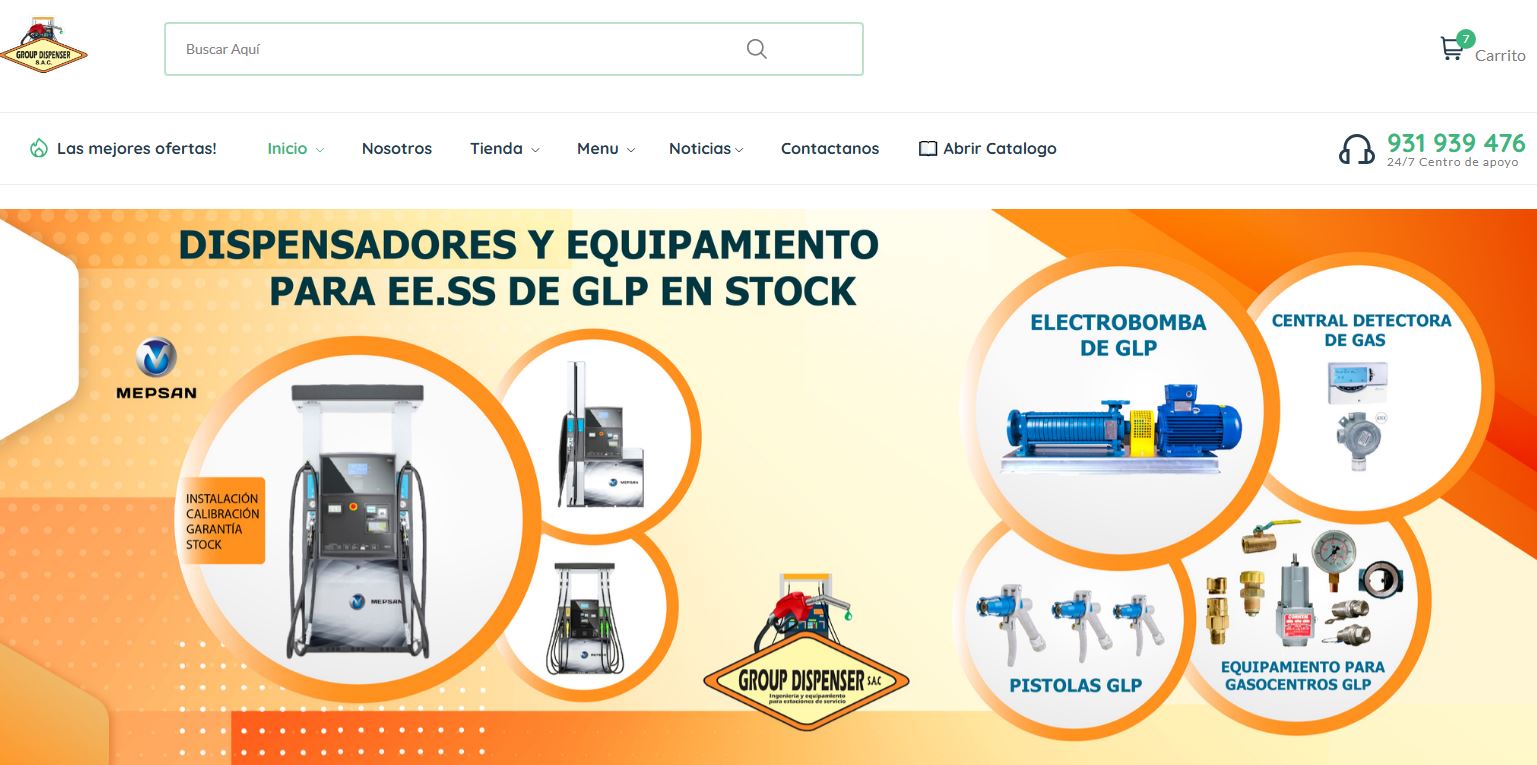 GROUP DISPENSER
S.A.C.
Buscar Aquí
7
Carrito
Las mejores ofertas!
Inicio
Nosotros
Tienda
Menu
Noticias
Contactanos
Abrir Catalogo
931 939 476
24/7 Centro de apoyo
DISPENSADORES Y EQUIPAMIENTO
PARA EE.SS DE GLP EN STOCK
MEPSAN
INSTALACIÓN
CALIBRACIÓN
GARANTÍA
STOCK
MEPSAN
MEPSAN
ELECTROBOMBA
DE GLP
CENTRAL DETECTORA
DE GAS
GROUP DISPENSER S.A.C
Ingeniería y equipamiento
para estaciones de servicio
PISTOLAS GLP
EQUIPAMIENTO PARA
GASOCENTROS GLP